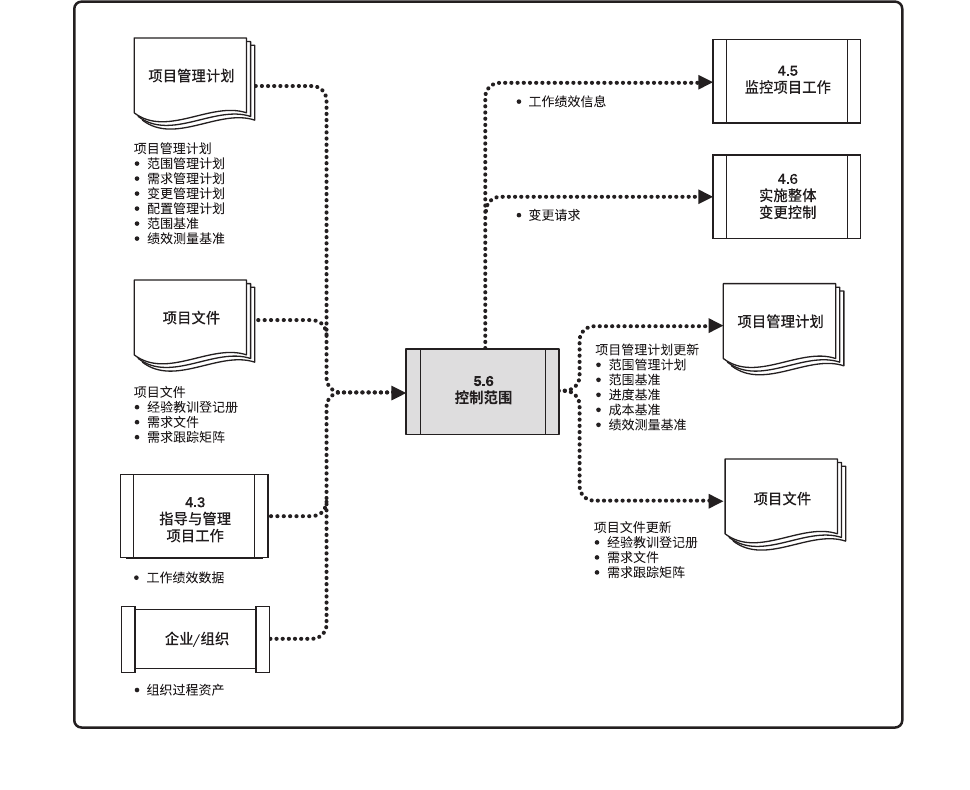 项目管理计划
项目管理计划
• 范围管理计划
• 需求管理计划
• 变更管理计划
• 配置管理计划
• 范围基准
• 绩效测量基准
项目文件
项目文件
• 经验教训登记册
• 需求文件
• 需求跟踪矩阵
4.3
指导与管理
项目工作
• 工作绩效数据
企业/组织
• 组织过程资产
5.6
控制范围
4.5
监控项目工作
• 工作绩效信息
4.6
实施整体
变更控制
• 变更请求
项目管理计划
项目管理计划更新
• 范围管理计划
• 范围基准
• 进度基准
• 成本基准
• 绩效测量基准
项目文件
项目文件更新
• 经验教训登记册
• 需求文件
• 需求跟踪矩阵